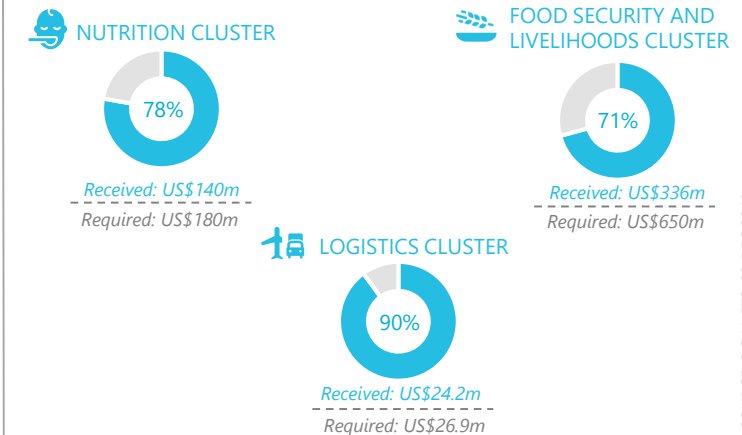 NUTRITION CLUSTER
78%
Received: US$140m
Required: US$180m
FOOD SECURITY AND
LIVELIHOODS CLUSTER
71%
Received: US$336m
Required: US$650m
LOGISTICS CLUSTER
90%
Received: US$24.2m
Required: US$26.9m